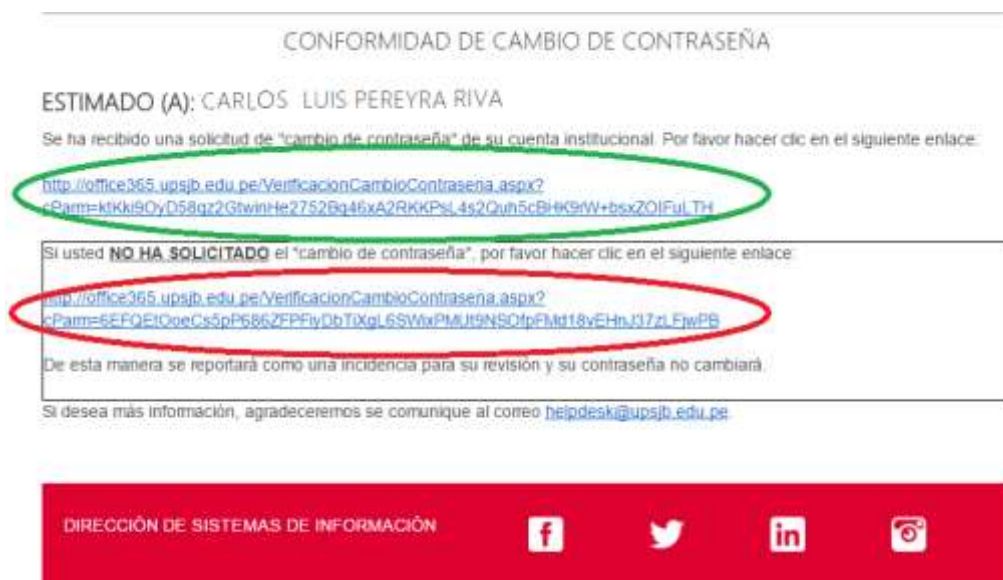 CONFORMIDAD DE CAMBIO DE CONTRASEÑA
ESTIMADO (A): CARLOS LUIS PEREYRA RIVA
Se ha recibido una solicitud de "cambio de contraseña" de su cuenta institucional. Por favor hacer clic en el siguiente enlace:
http://office365.upsjb.edu.pe/VerificacionCambioContrasena.aspx?
Si usted NO HA SOLICITADO el "cambio de contraseña", por favor hacer clic en el siguiente enlace:
http://office365.upsjb.edu.pe/VerificacionCambioContrasena.aspx?
De esta manera se reportará como una incidencia para su revisión y su contraseña no cambiará.
Si desea más información, agradeceremos se comunique al correo helpdesk@upsjb.edu.pe.
DIRECCIÓN DE SISTEMAS DE INFORMACIÓN